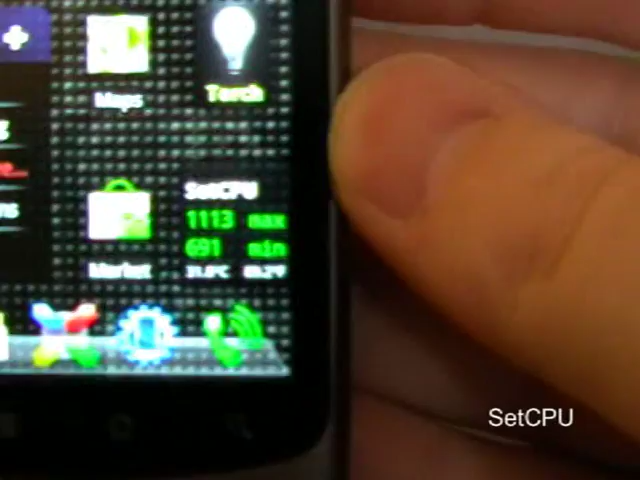 Maps
Torch
SetCPU
1113 max
691 min
Market
SetCPU